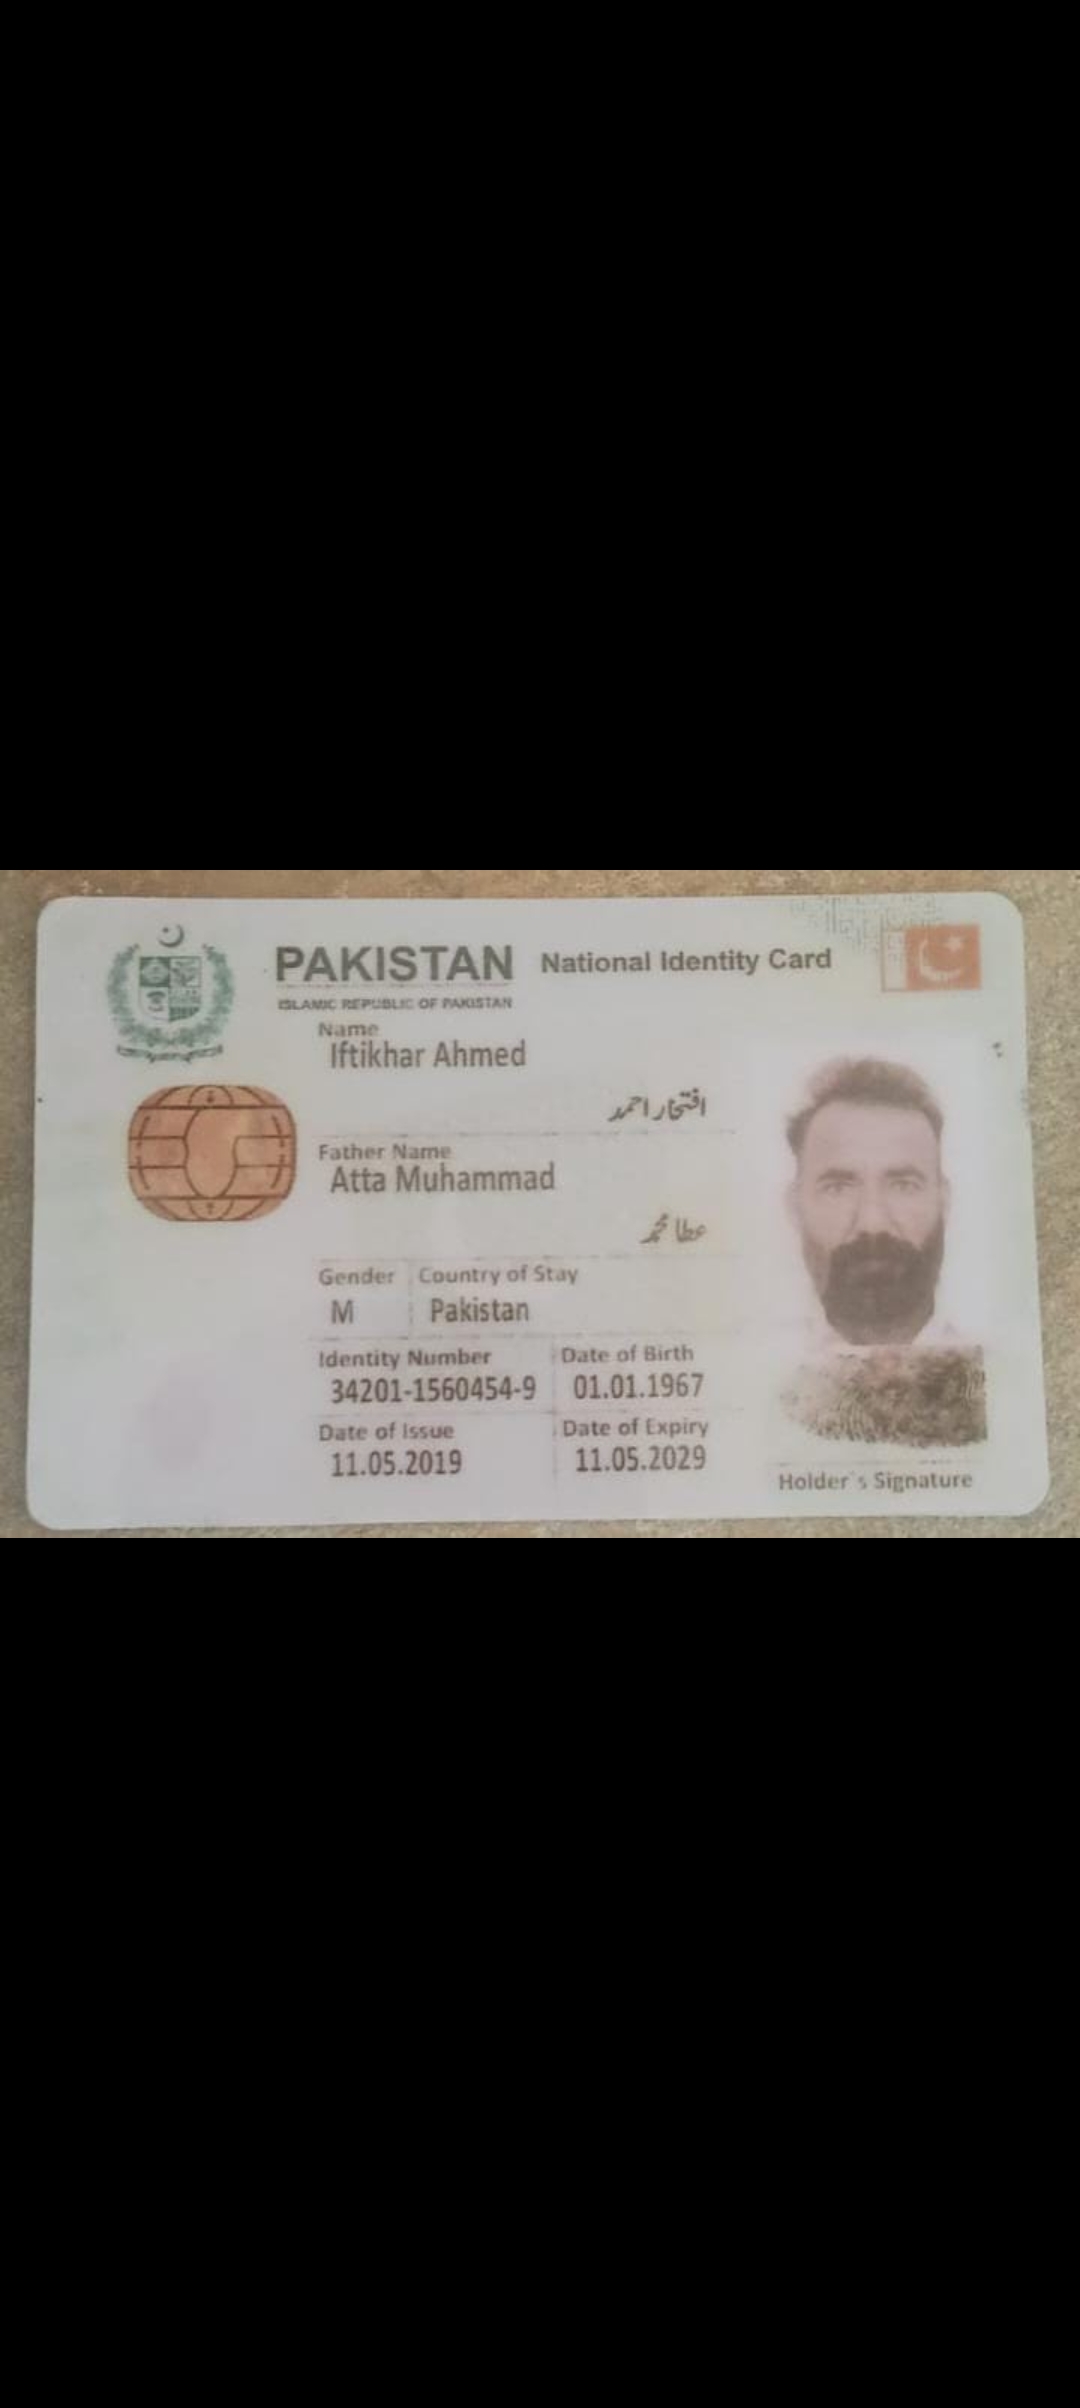 PAKISTAN National Identity Card
ISLAMIC REPUBLIC OF PAKISTAN
Name
Iftikhar Ahmed
افتخار احمد
Father Name
Atta Muhammad
عطا محمد
Gender Country of Stay
M Pakistan
Identity Number Date of Birth
34201-1560454-9 01.01.1967
Date of Issue Date of Expiry
11.05.2019 11.05.2029
Holder's Signature